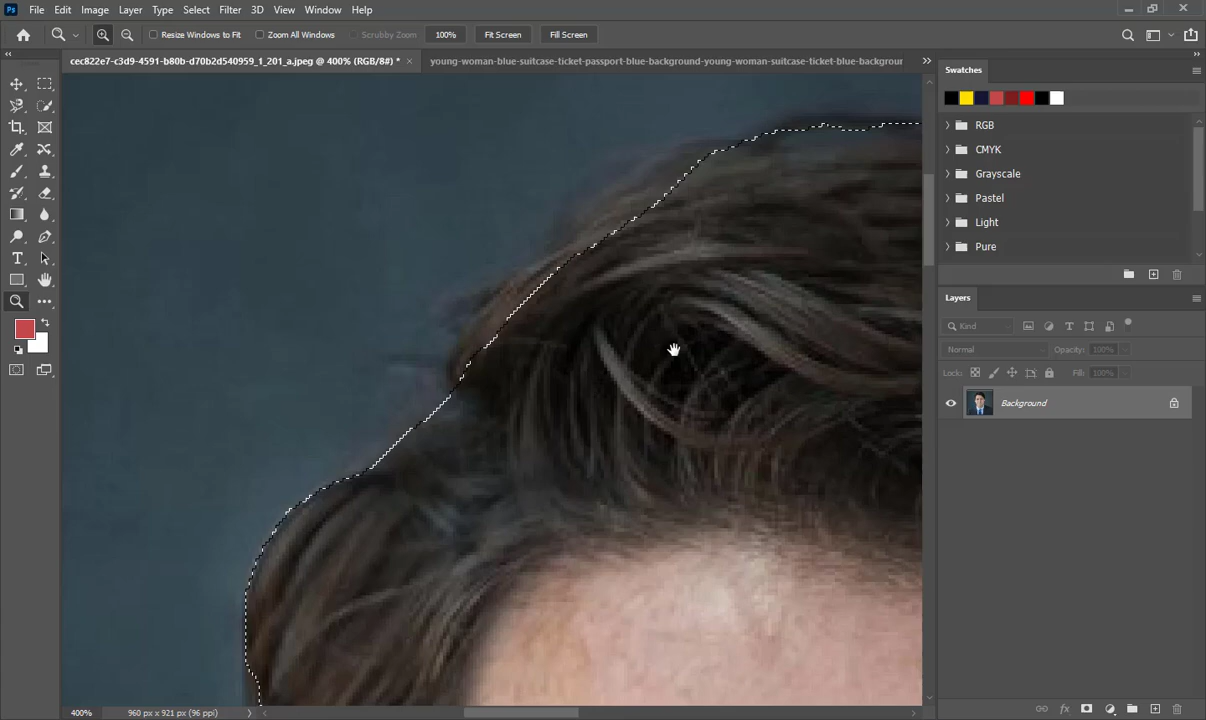 Ps File Edit Image Layer Type Select Filter 3D View Window Help
Resize Windows to Fit Zoom All Windows Scrubby Zoom 100% Fit Screen Fill Screen
cec822e7-c3d9-4591-b80b-d70b2d540959_1_201_a.jpeg @ 400% (RGB/8#) * × young-woman-blue-suitcase-ticket-passport-blue-background-young-woman-suitcase-ticket-blue-backgroun
Swatches
RGB
CMYK
Grayscale
Pastel
Light
Pure
Layers
Kind
Normal Opacity: 100%
Lock: Fill: 100%
Background
400% 960 px x 921 px (96 ppi)